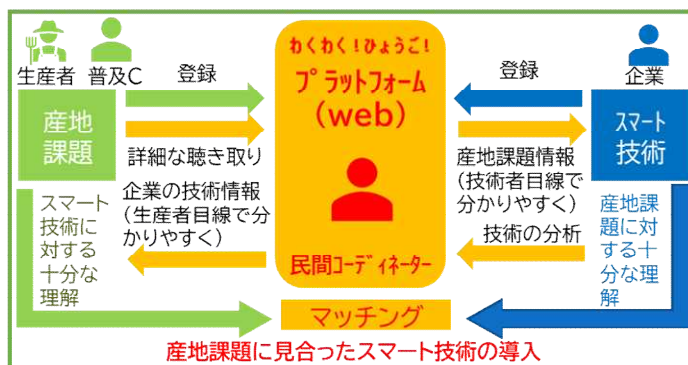 生産者 普及C
産地
課題
登録
詳細な聴き取り
企業の技術情報
(生産者目線で分
かりやすく)
スマート
技術に
対する
十分な
理解
わくわく!ひょうご!
プラットフォーム
(web)
民間コーディネーター
マッチング
登録
産地課題情報
(技術者目線で
分かりやすく)
技術の分析
企業
スマート
技術
産地課
題に対
する十
分な理
解
産地課題に見合ったスマート技術の導入